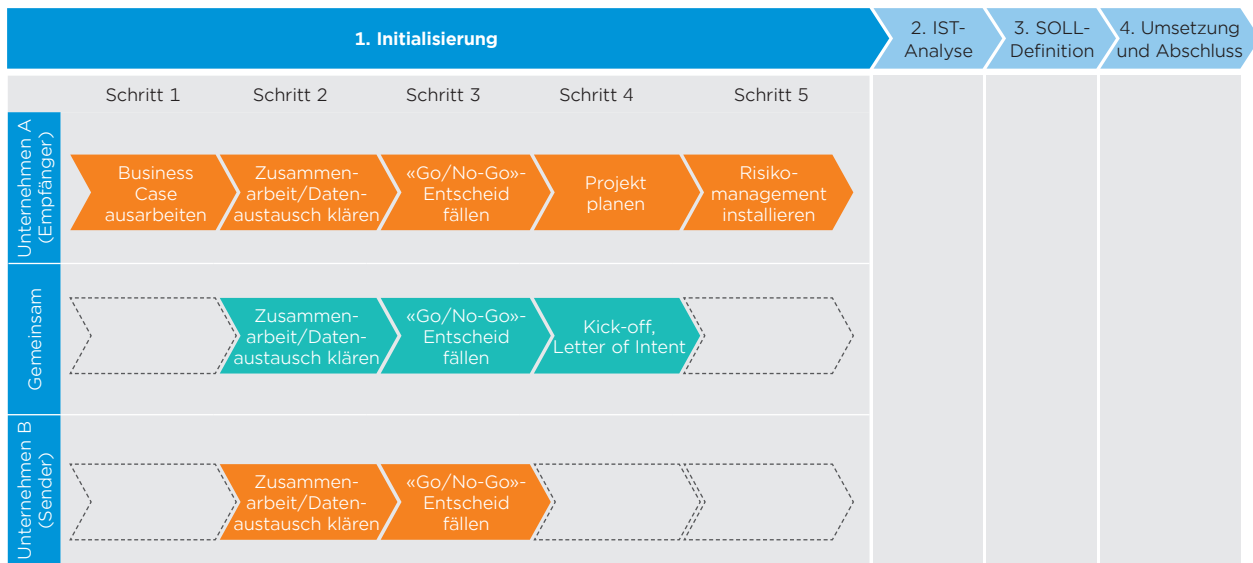 1. Initialisierung
2. IST-
Analyse
3. SOLL-
Definition
4. Umsetzung
und Abschluss
Schritt 1
Schritt 2
Schritt 3
Schritt 4
Schritt 5
Unternehmen A
(Empfänger)
Business
Case
ausarbeiten
Zusammen-
arbeit/Daten-
austausch klären
«Go/No-Go»-
Entscheid
fällen
Projekt
planen
Risiko-
management
installieren
Gemeinsam
Zusammen-
arbeit/Daten-
austausch klären
«Go/No-Go»-
Entscheid
fällen
Kick-off,
Letter of Intent
Unternehmen B
(Sender)
Zusammen-
arbeit/Daten-
austausch klären
«Go/No-Go»-
Entscheid
fällen